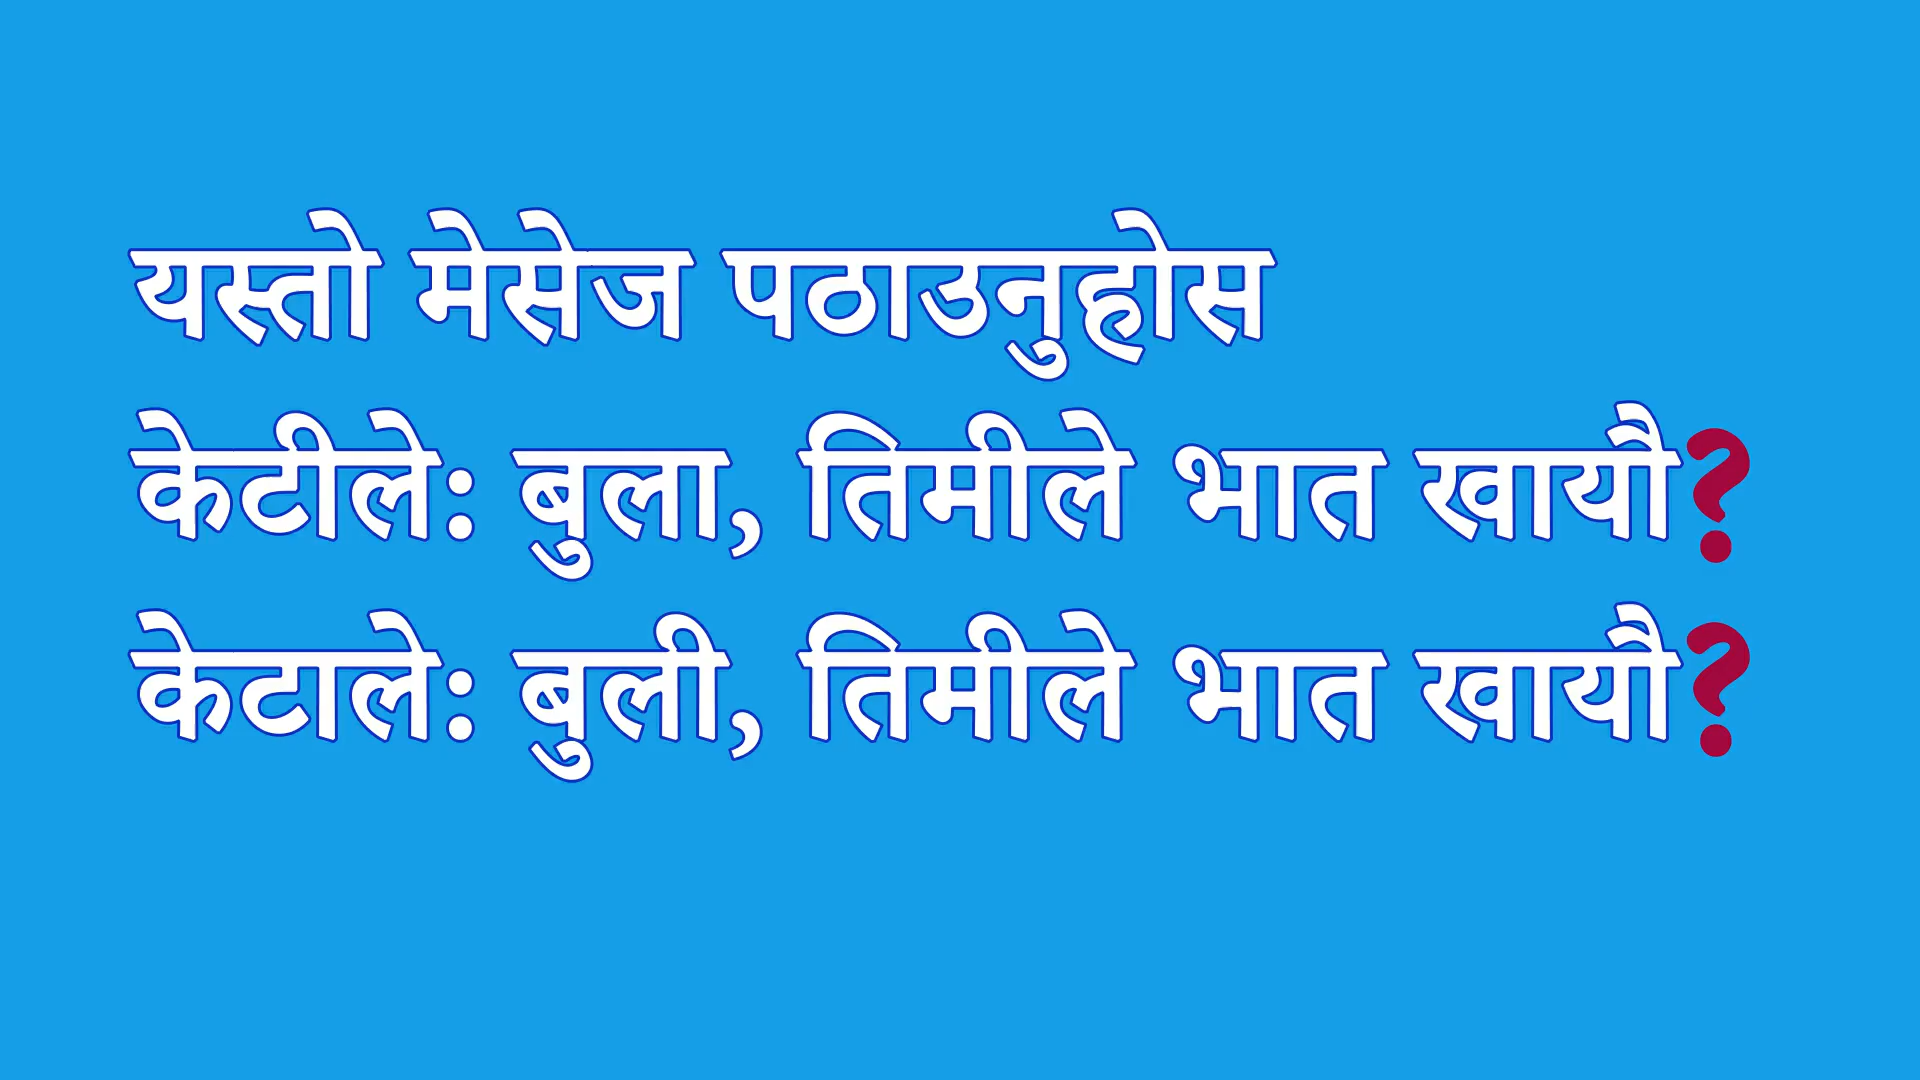 यस्तो मेसेज पठाउनुहोस
केटीले: बुला, तिमीले भात खायौ?
केटाले: बुली, तिमीले भात खायौ?